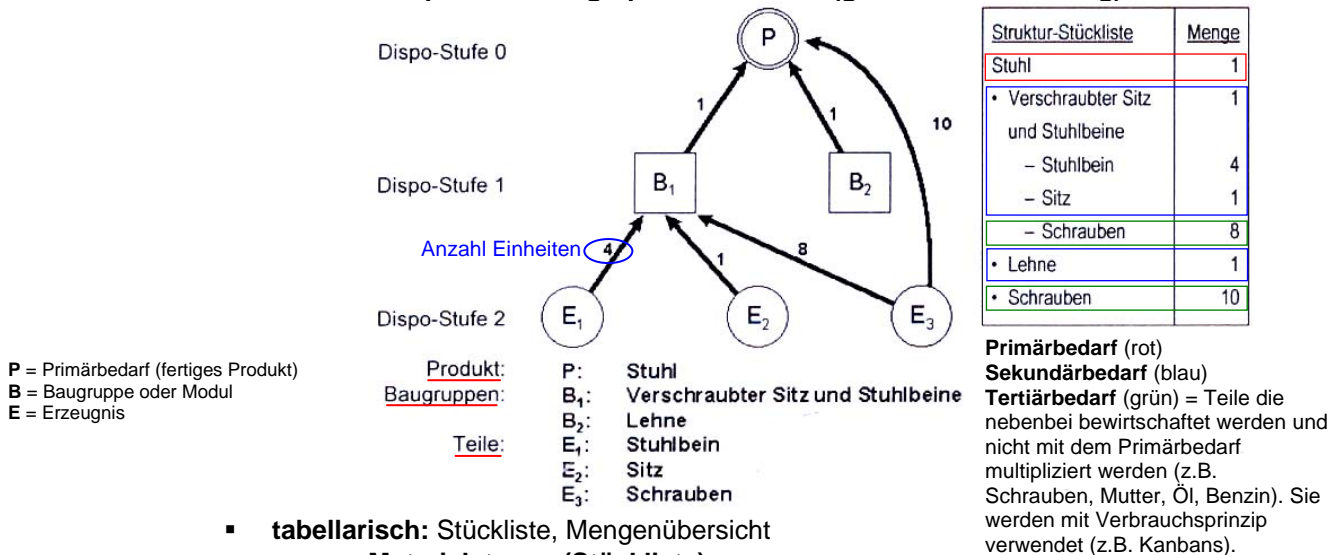 Dispo-Stufe 0
P
1
1
10
Dispo-Stufe 1
B₁
B₂
Anzahl Einheiten
4
1
8
Dispo-Stufe 2
E₁
E₂
E₃
Struktur-Stückliste Menge
Stuhl 1
• Verschraubter Sitz 1
und Stuhlbeine
– Stuhlbein 4
– Sitz 1
– Schrauben 8
• Lehne 1
• Schrauben 10
P = Primärbedarf (fertiges Produkt)
B = Baugruppe oder Modul
E = Erzeugnis
Produkt: P: Stuhl
Baugruppen: B₁: Verschraubter Sitz und Stuhlbeine
B₂: Lehne
Teile: E₁: Stuhlbein
E₂: Sitz
E₃: Schrauben
Primärbedarf (rot)
Sekundärbedarf (blau)
Tertiärbedarf (grün) = Teile die
nebenbei bewirtschaftet werden und
nicht mit dem Primärbedarf
multipliziert werden (z.B.
Schrauben, Mutter, Öl, Benzin). Sie
werden mit Verbrauchsprinzip
verwendet (z.B. Kanbans).
▪ tabellarisch: Stückliste, Mengenübersicht